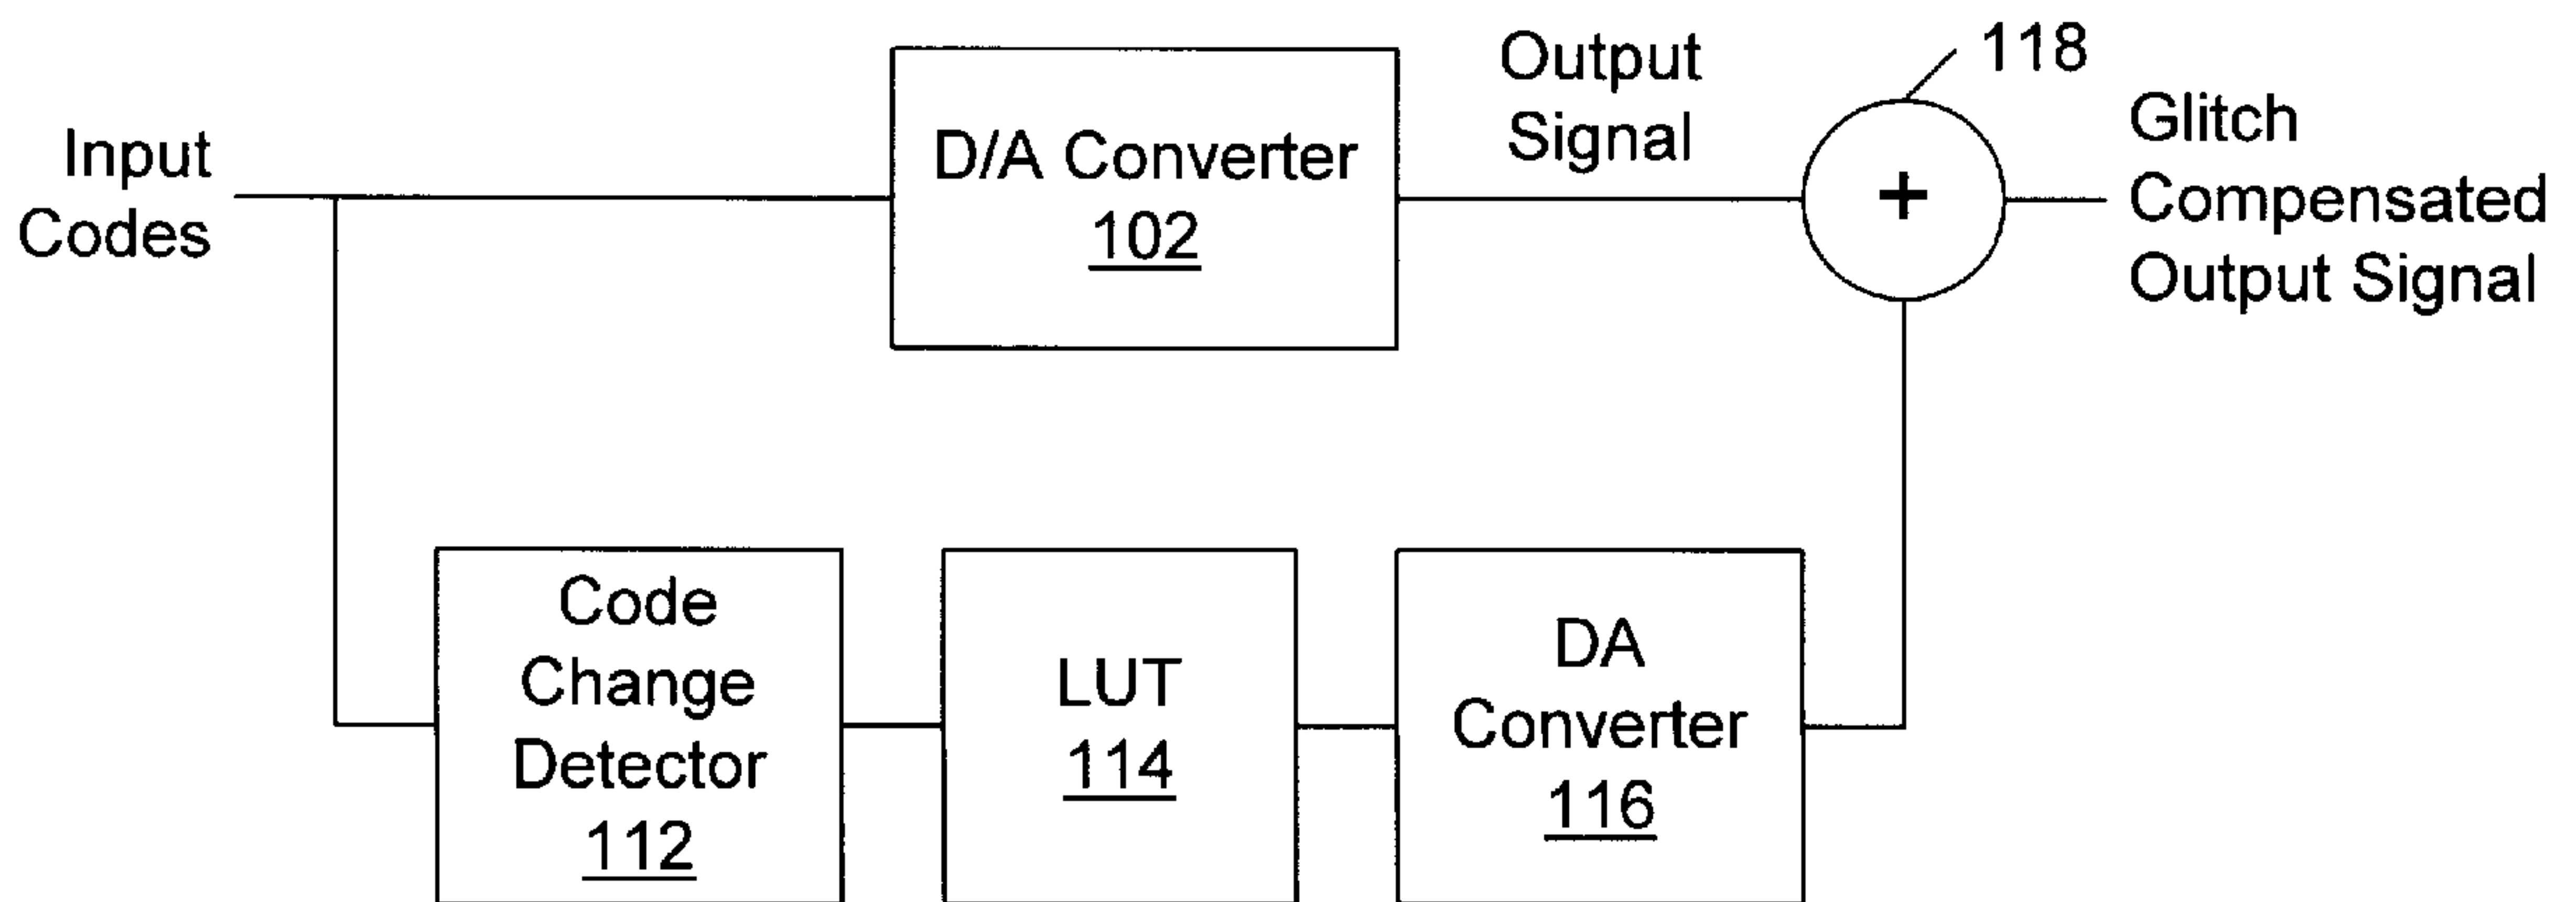 Input
Codes
D/A Converter
102
Output
Signal
118
+
Glitch
Compensated
Output Signal
Code
Change
Detector
112
LUT
114
DA
Converter
116